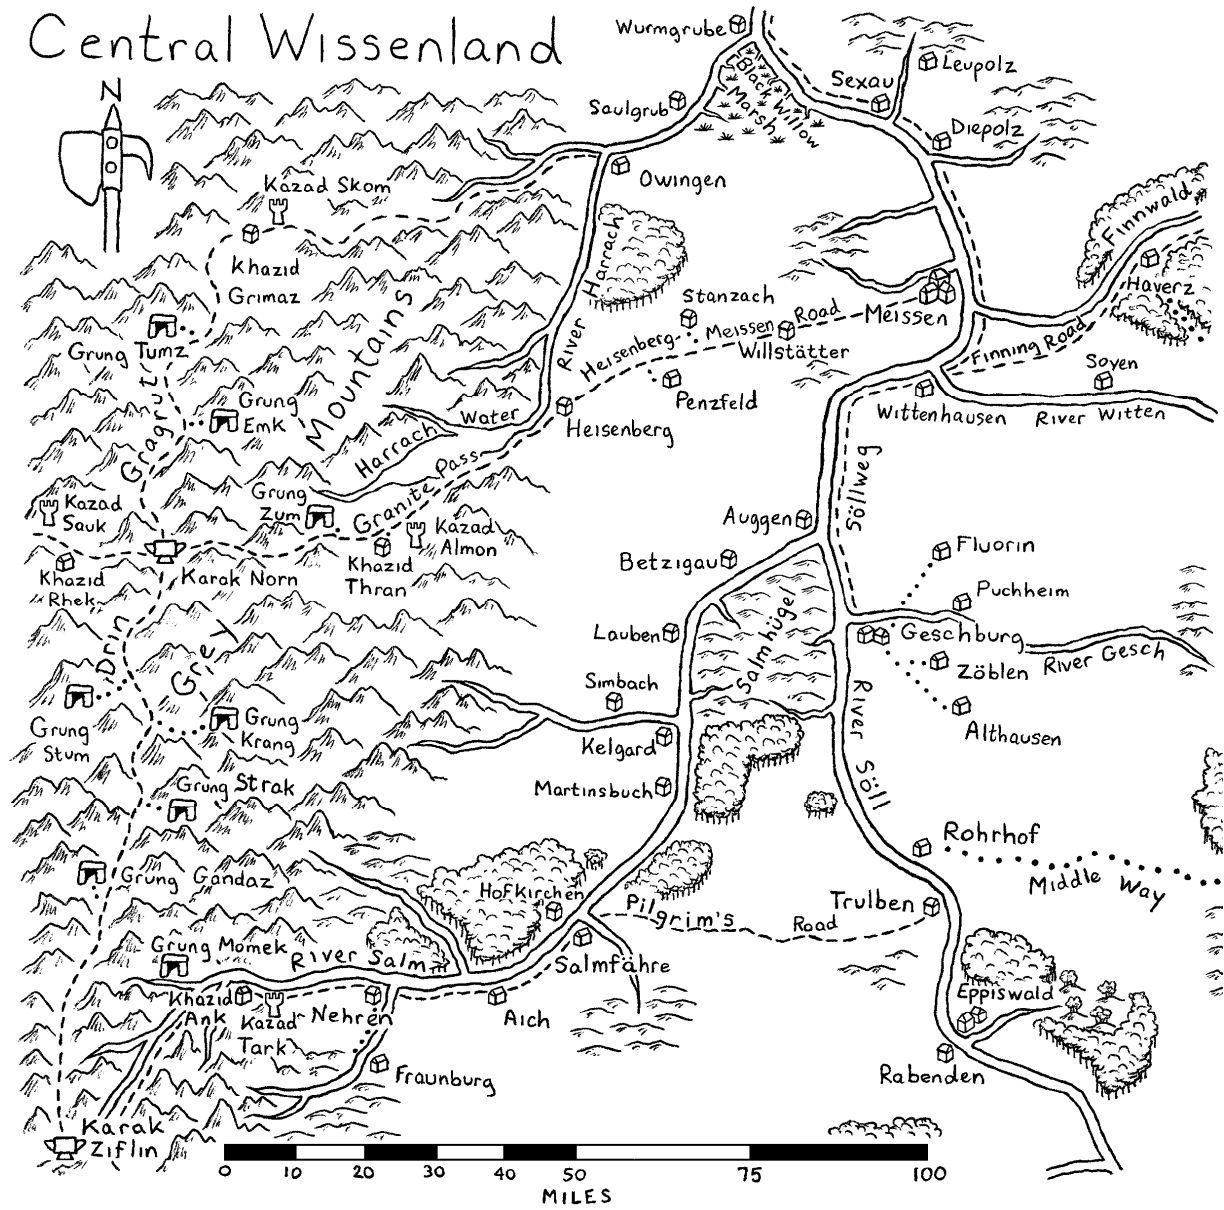 Central Wissenland
N
Wurmgrube
Black Willow
Marsh
Sexau
Leupolz
Saulgrub
Diepolz
Owingen
Kazad Skom
Khazid
Grimaz
Finnwald
Haverz
River Harrach
Stanzach
Heisenberg-Meissen Road
Meissen
Willstätter
Penzfeld
Finning Road
Soyen
Wittenhausen
River Witten
Grung
Tumz
Gragrut
Mountains
Grung
Emk
Harrach Water
Heisenberg
Granite Pass
Söllweg
Grung
Zum
Kazad
Sauk
Kazad
Almon
Auggen
Khazid
Rhek
Karak Norn
Khazid
Thran
Betzigau
Fluorin
Puchheim
Drin
Grey
Lauben
Salmhügel
Geschburg
Zöblen
River Gesch
Simbach
Althausen
Grung
Stum
Grung
Krang
Kelgard
River Söll
Grung Strak
Martinsbuch
Rohrhof
Middle Way
Grung Gandaz
Hofkirchen
Pilgrim's Road
Trulben
Grung Momek
River Salm
Salmfähre
Khazid
Ank
Kazad
Tark
Nehren
Aich
Eppiswald
Fraunburg
Rabenden
Karak
Ziflin
0 10 20 30 40 50 75 100
MILES